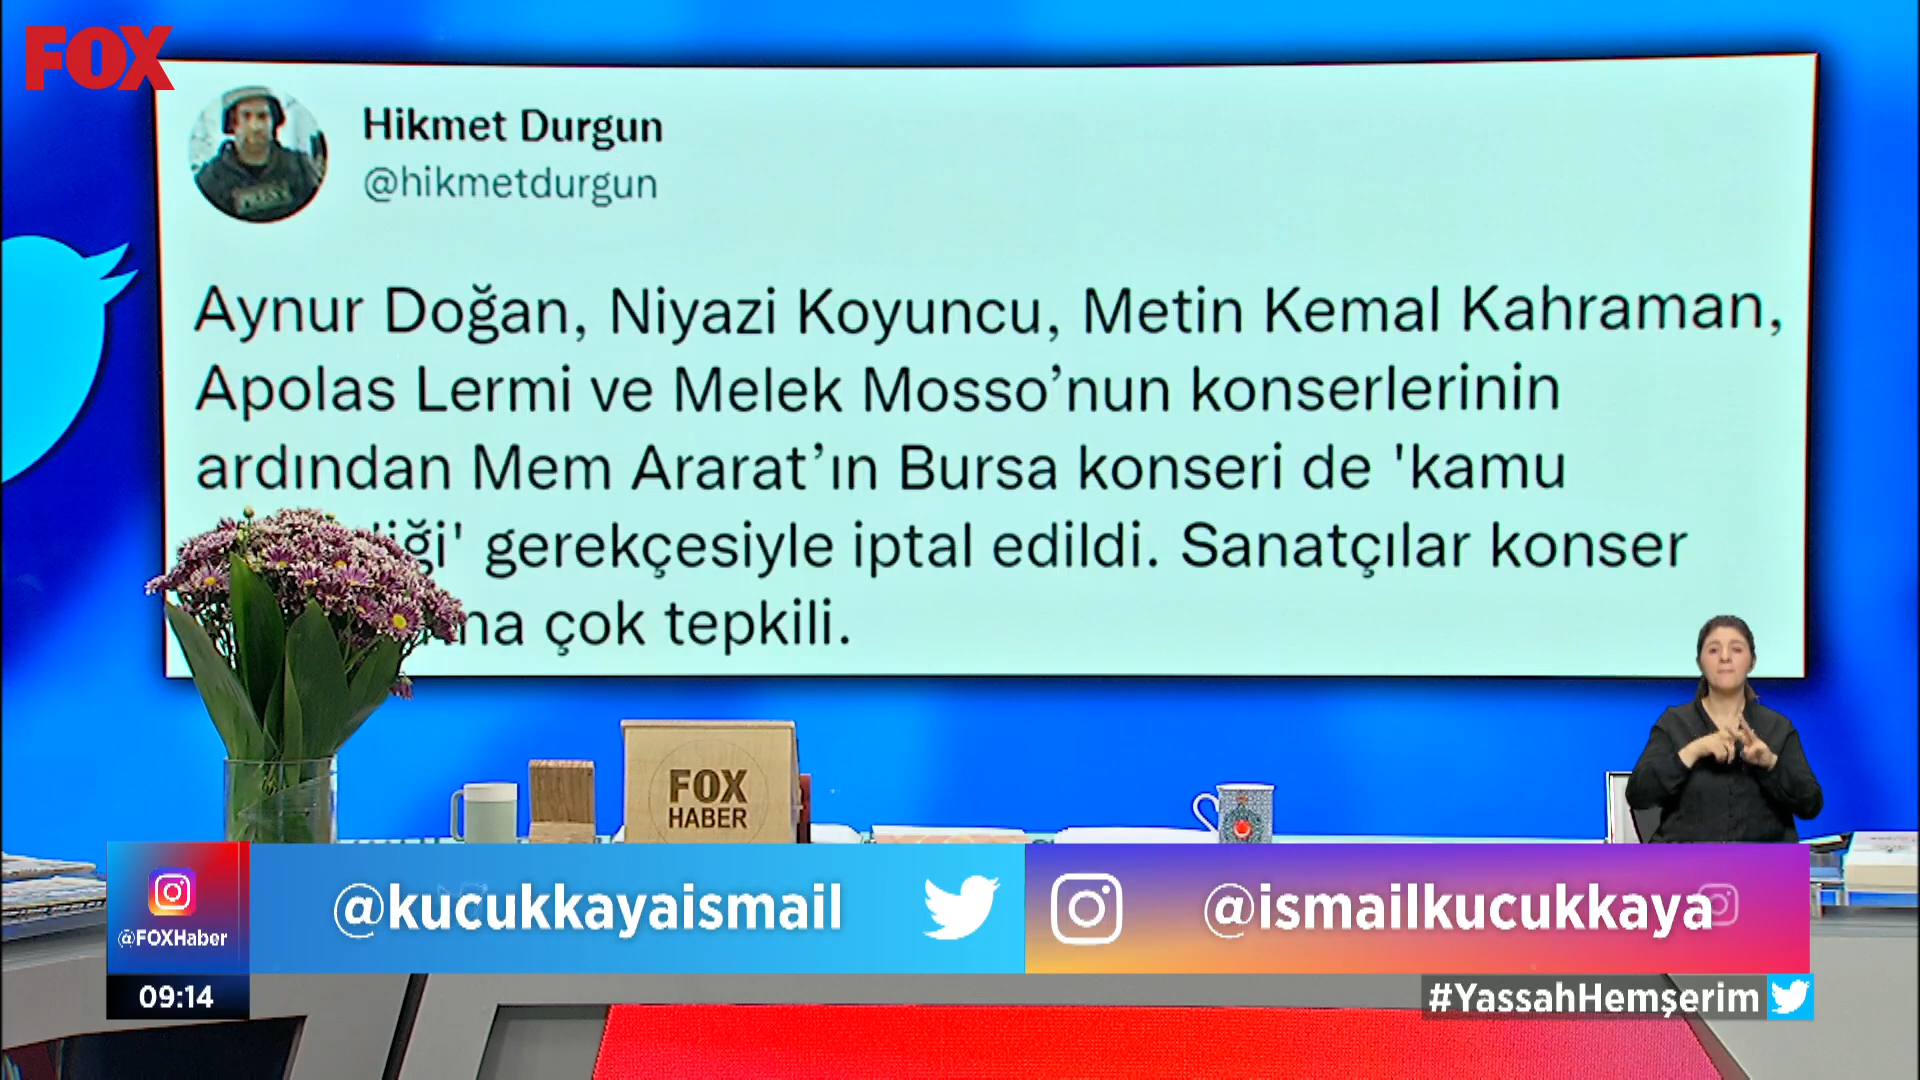 FOX
Hikmet Durgun
@hikmetdurgun
Aynur Doğan, Niyazi Koyuncu, Metin Kemal Kahraman,
Apolas Lermi ve Melek Mosso’nun konserlerinin
ardından Mem Ararat’ın Bursa konseri de 'kamu
gerekçesiyle iptal edildi. Sanatçılar konser
çok tepkili.
FOX
HABER
@FOXHaber
@kucukkayaismail
@ismailkucukkaya
09:14
#YassahHemşerim